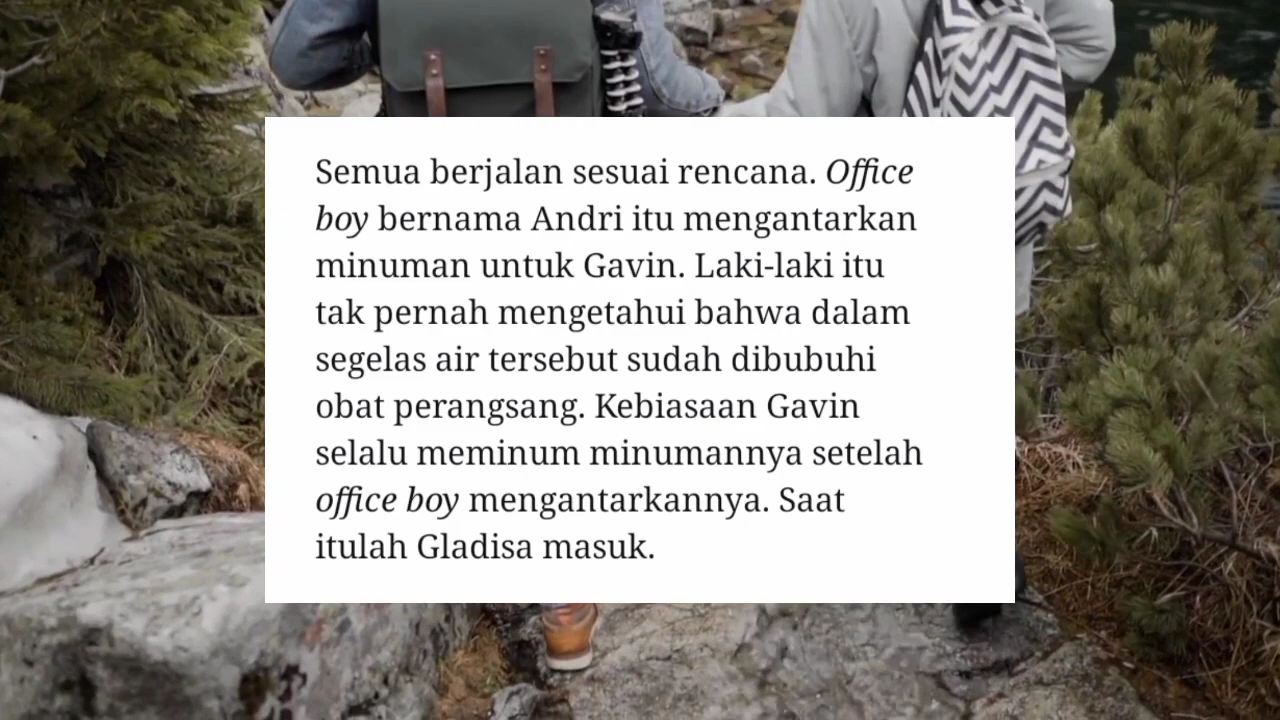 Semua berjalan sesuai rencana. Office
boy bernama Andri itu mengantarkan
minuman untuk Gavin. Laki-laki itu
tak pernah mengetahui bahwa dalam
segelas air tersebut sudah dibubuhi
obat perangsang. Kebiasaan Gavin
selalu meminum minumannya setelah
office boy mengantarkannya. Saat
itulah Gladisa masuk.